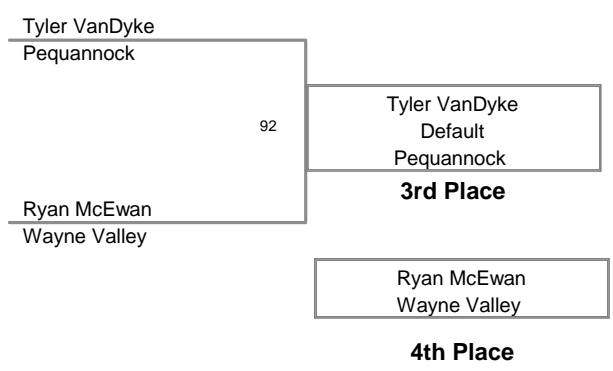 Tyler VanDyke
Pequannock
92
Tyler VanDyke
Default
Pequannock
3rd Place
Ryan McEwan
Wayne Valley
Ryan McEwan
Wayne Valley
4th Place